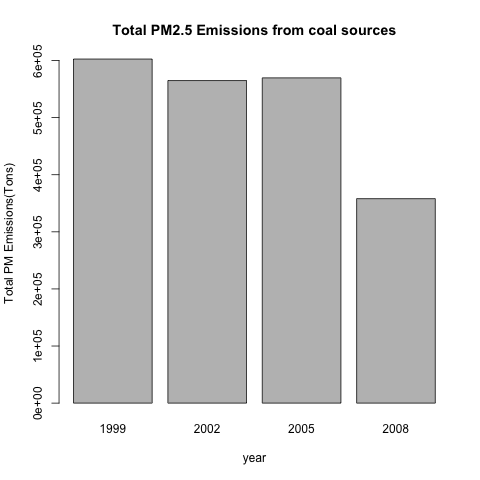 Total PM2.5 Emissions from coal sources
Total PM Emissions(Tons)
6e+05
5e+05
4e+05
3e+05
2e+05
1e+05
0e+00
1999 2002 2005 2008
year